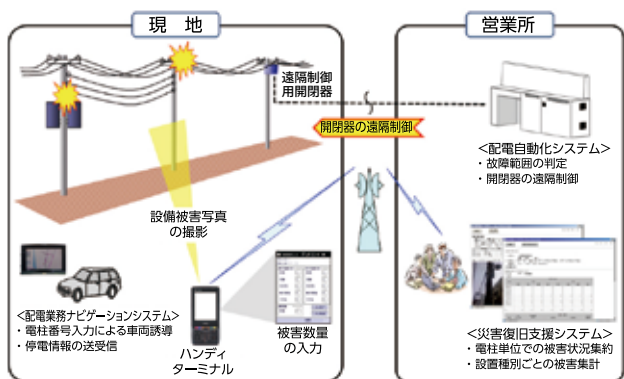 現地
営業所
遠隔制御
用開閉器
開閉器の遠隔制御
<配電自動化システム>
・故障範囲の判定
・開閉器の遠隔制御
設備被害写真
の撮影
<配電業務ナビゲーションシステム>
・電柱番号入力による車両誘導
・停電情報の送受信
ハンディ
ターミナル
被害数量
の入力
<災害復旧支援システム>
・電柱単位での被害状況集約
・設置種別ごとの被害集計